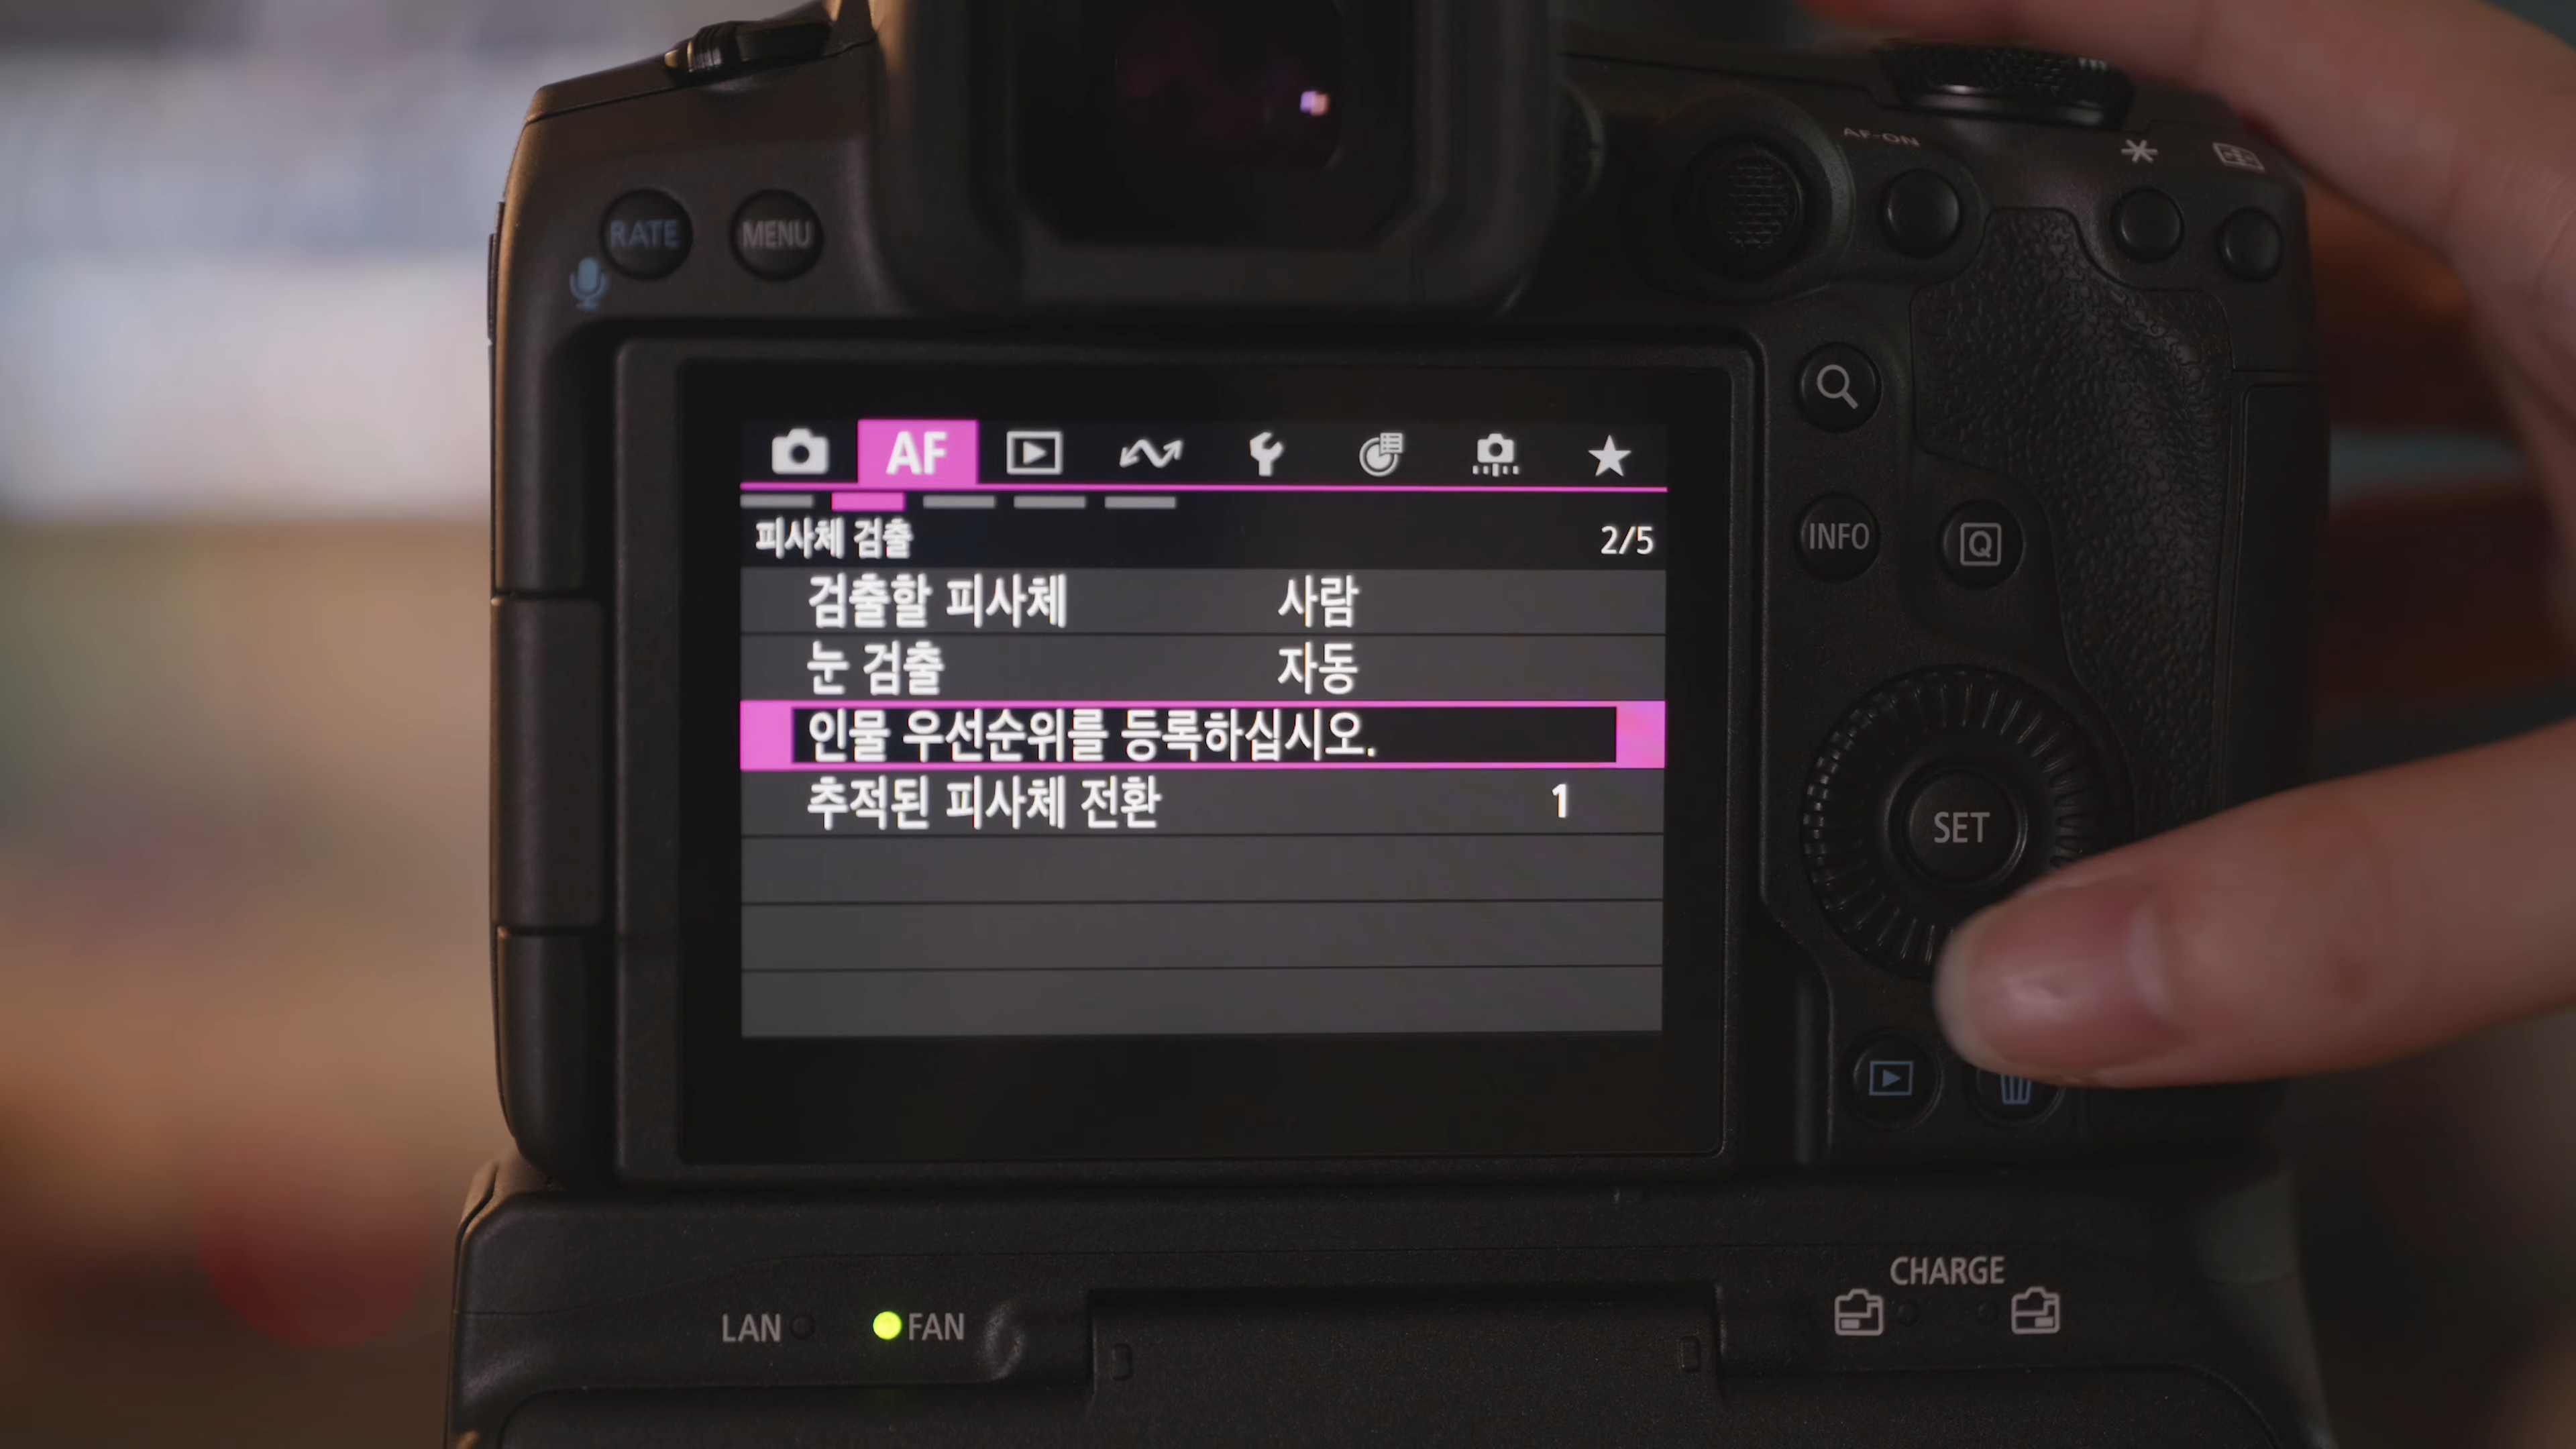 AF-ON
RATE
MENU
AF
피사체 검출
2/5
검출할 피사체 사람
눈 검출 자동
인물 우선순위를 등록하십시오.
추적된 피사체 전환 1
INFO
Q
SET
CHARGE
LAN FAN